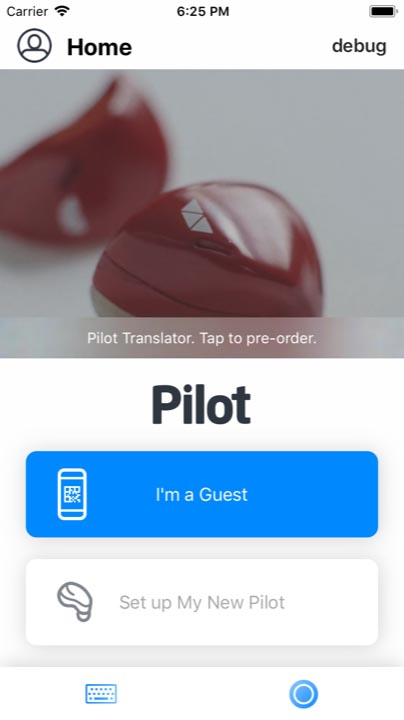 Carrier 6:25 PM
Home debug
Pilot Translator. Tap to pre-order.
Pilot
I'm a Guest
Set up My New Pilot